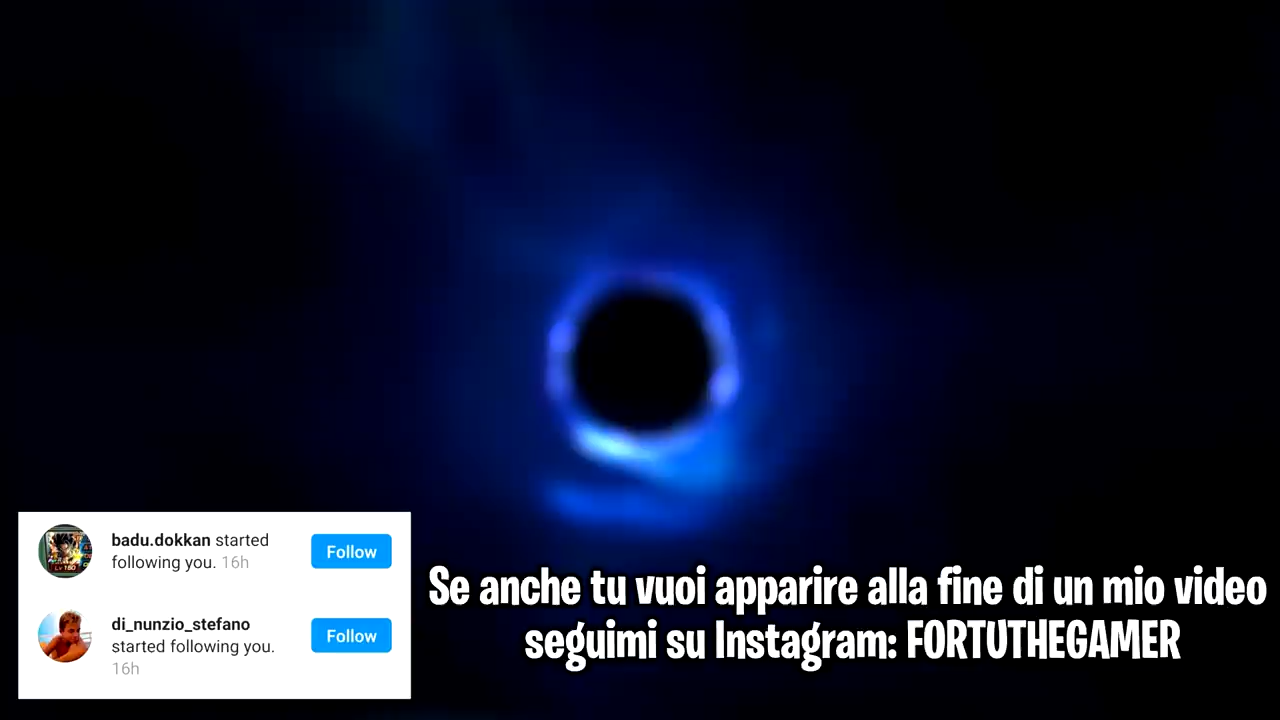 badu.dokkan started
following you. 16h
Follow
di_nunzio_stefano
started following you.
16h
Follow
Se anche tu vuoi apparire alla fine di un mio video
seguimi su Instagram: FORTUTHEGAMER